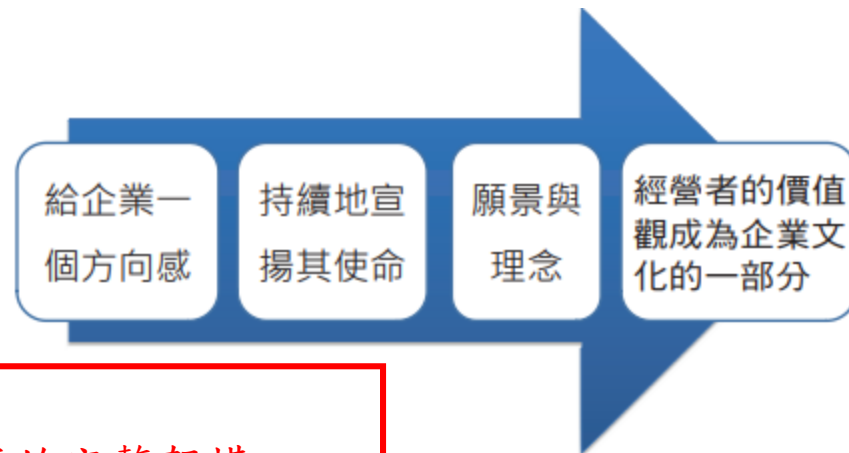 給企業一
個方向感
持續地宣
揚其使命
願景與
理念
經營者的價值
觀成為企業文
化的一部分